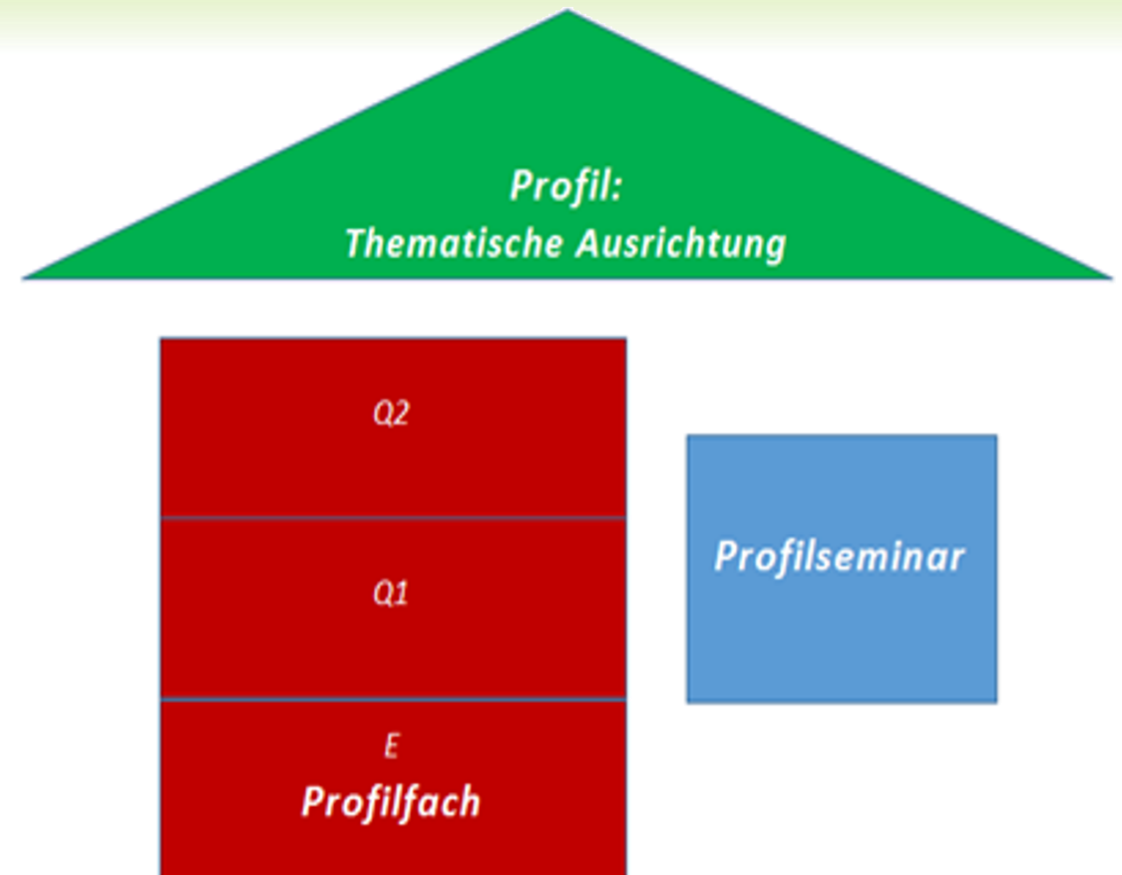 Profil:
Thematische Ausrichtung
Q2
Q1
Profilseminar
E
Profilfach